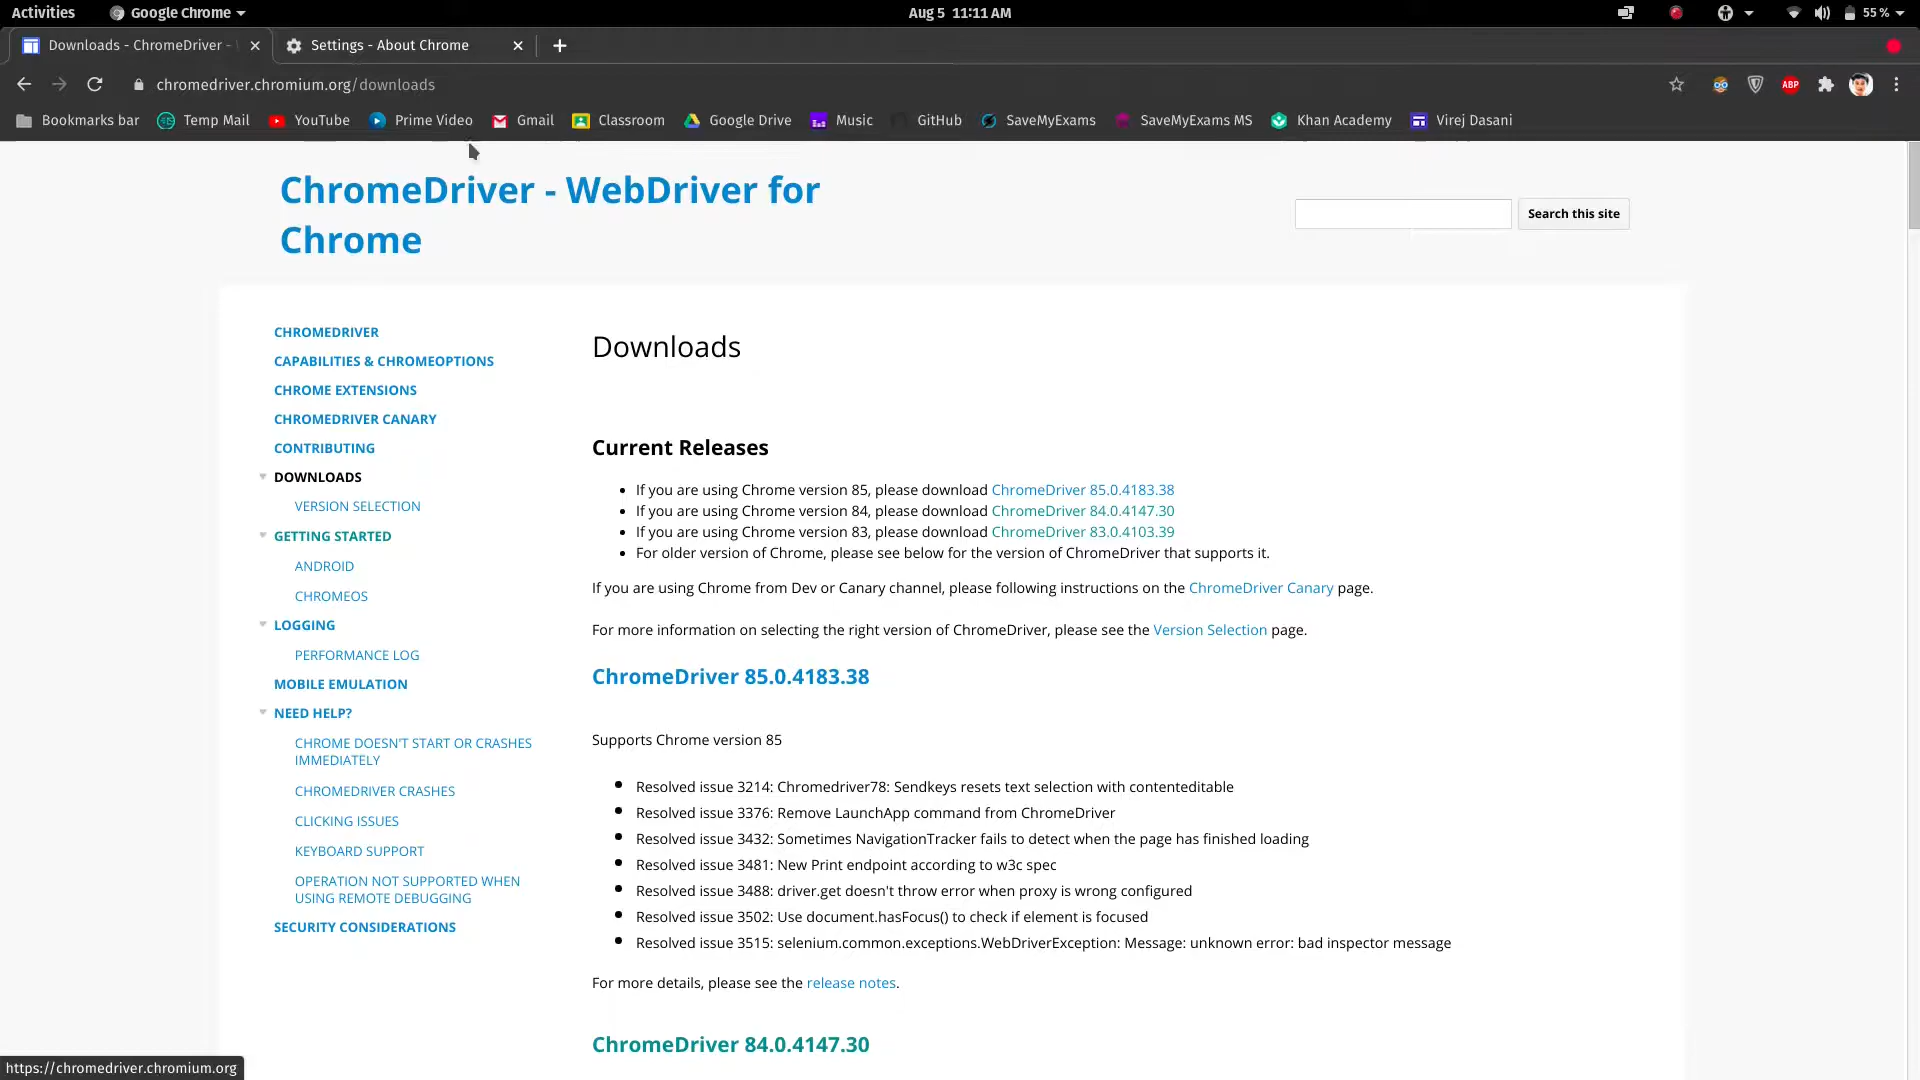 Activities
Google Chrome
Aug 5 11:11 AM
55 %
Downloads - ChromeDriver -
Settings - About Chrome
chromedriver.chromium.org/downloads
ABP
Bookmarks bar
Temp Mail
YouTube
Prime Video
Gmail
Classroom
Google Drive
Music
GitHub
SaveMyExams
SaveMyExams MS
Khan Academy
Virej Dasani
ChromeDriver - WebDriver for
Chrome
Search this site
CHROMEDRIVER
CAPABILITIES & CHROMEOPTIONS
CHROME EXTENSIONS
CHROMEDRIVER CANARY
CONTRIBUTING
DOWNLOADS
VERSION SELECTION
GETTING STARTED
ANDROID
CHROMEOS
LOGGING
PERFORMANCE LOG
MOBILE EMULATION
NEED HELP?
CHROME DOESN'T START OR CRASHES
IMMEDIATELY
CHROMEDRIVER CRASHES
CLICKING ISSUES
KEYBOARD SUPPORT
OPERATION NOT SUPPORTED WHEN
USING REMOTE DEBUGGING
SECURITY CONSIDERATIONS
Downloads
Current Releases
If you are using Chrome version 85, please download ChromeDriver 85.0.4183.38
If you are using Chrome version 84, please download ChromeDriver 84.0.4147.30
If you are using Chrome version 83, please download ChromeDriver 83.0.4103.39
For older version of Chrome, please see below for the version of ChromeDriver that supports it.
If you are using Chrome from Dev or Canary channel, please following instructions on the ChromeDriver Canary page.
For more information on selecting the right version of ChromeDriver, please see the Version Selection page.
ChromeDriver 85.0.4183.38
Supports Chrome version 85
Resolved issue 3214: Chromedriver78: Sendkeys resets text selection with contenteditable
Resolved issue 3376: Remove LaunchApp command from ChromeDriver
Resolved issue 3432: Sometimes NavigationTracker fails to detect when the page has finished loading
Resolved issue 3481: New Print endpoint according to w3c spec
Resolved issue 3488: driver.get doesn't throw error when proxy is wrong configured
Resolved issue 3502: Use document.hasFocus() to check if element is focused
Resolved issue 3515: selenium.common.exceptions.WebDriverException: Message: unknown error: bad inspector message
For more details, please see the release notes.
ChromeDriver 84.0.4147.30
https://chromedriver.chromium.org